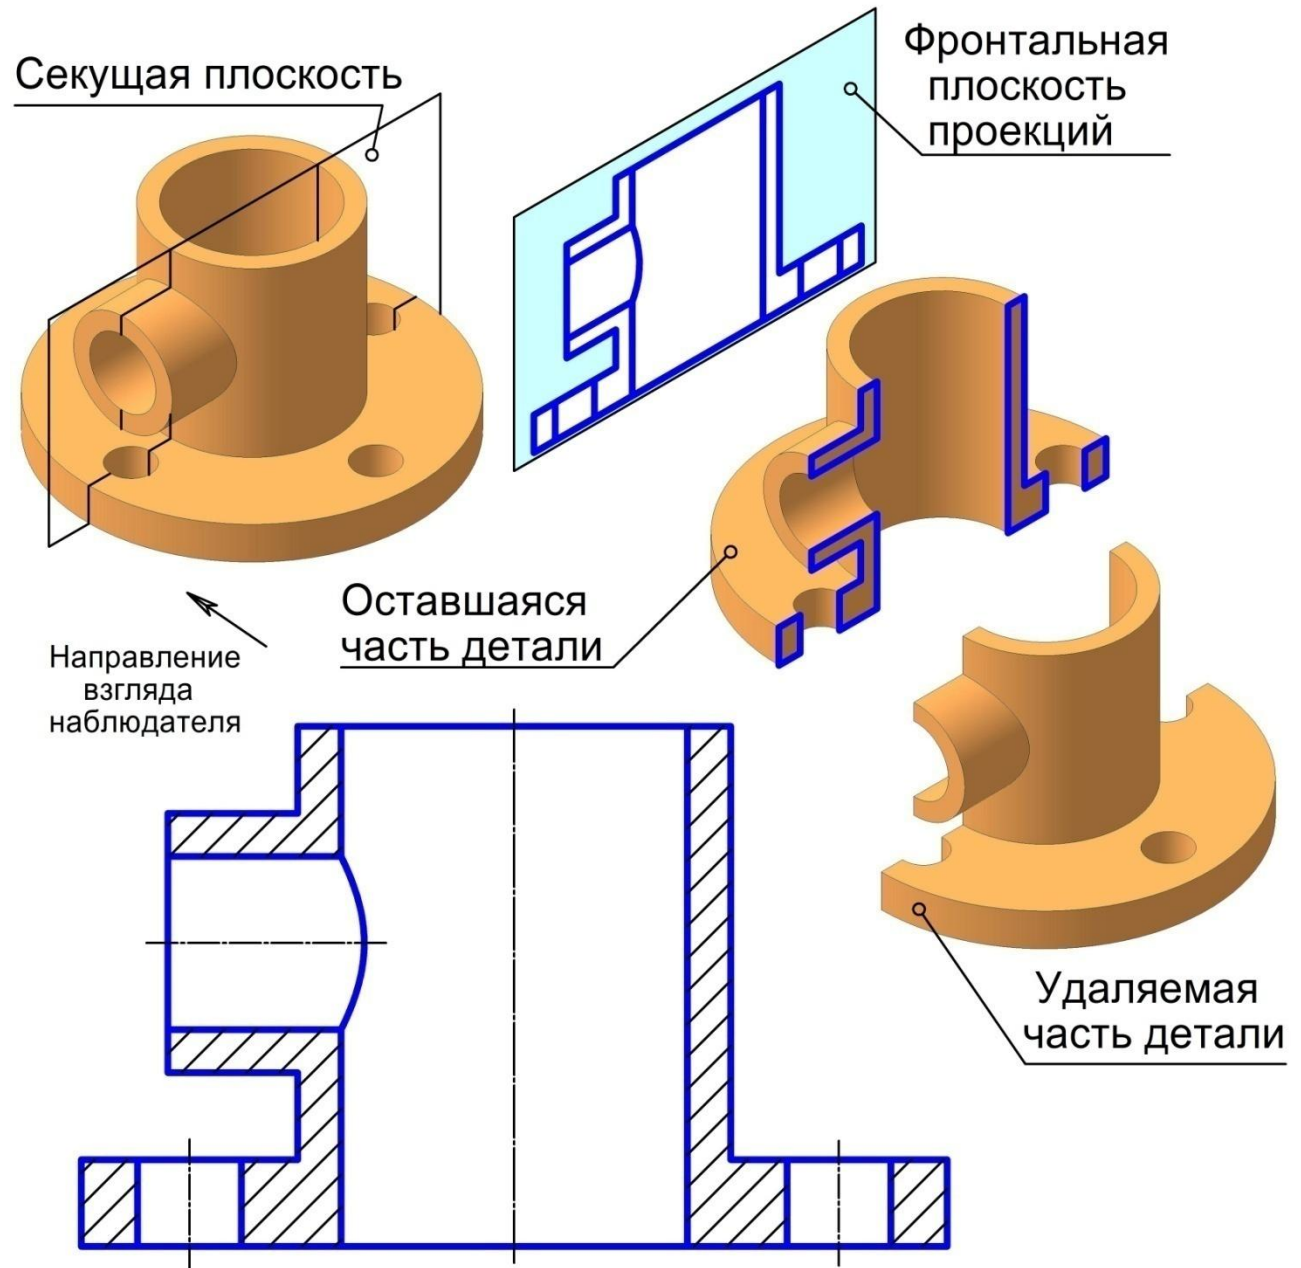 Секущая плоскость
Фронтальная
плоскость
проекций
Оставшаяся
часть детали
Направление
взгляда
наблюдателя
Удаляемая
часть детали